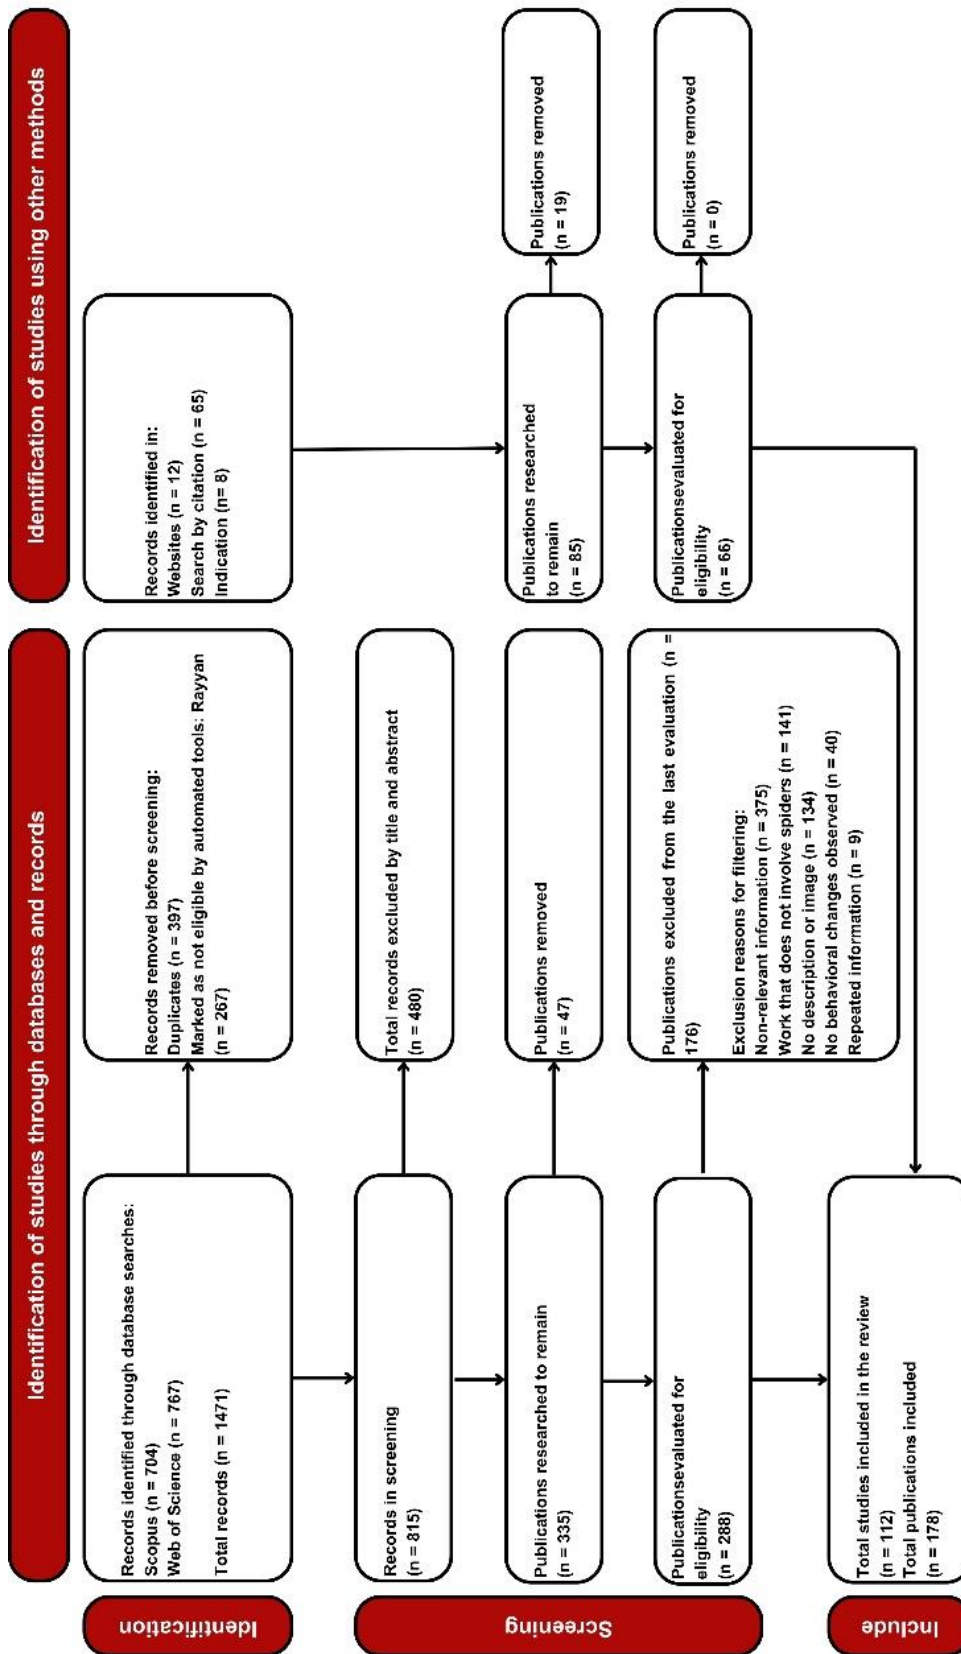 Identification of studies through databases and records
Identification of studies using other methods
Identification
Records identified through database searches:
Scopus (n = 704)
Web of Science (n = 767)
Total records (n = 1471)
Records removed before screening:
Duplicates (n = 397)
Marked as not eligible by automated tools: Rayyan
(n = 267)
Records identified in:
Websites (n = 12)
Search by citation (n = 65)
Indication (n= 8)
Screening
Records in screening
(n = 815)
Total records excluded by title and abstract
(n = 480)
Publications researched to remain
(n = 335)
Publications removed
(n = 47)
Publications researched
to remain
(n = 85)
Publications removed
(n = 19)
Publicationsevaluated for
eligibility
(n = 288)
Publications excluded from the last evaluation (n =
176)
Exclusion reasons for filtering:
Non-relevant information (n = 375)
Work that does not involve spiders (n = 141)
No description or image (n = 134)
No behavioral changes observed (n = 40)
Repeated information (n = 9)
Publicationsevaluated for
eligibility
(n = 66)
Publications removed
(n = 0)
Include
Total studies included in the review
(n = 112)
Total publications included
(n = 178)